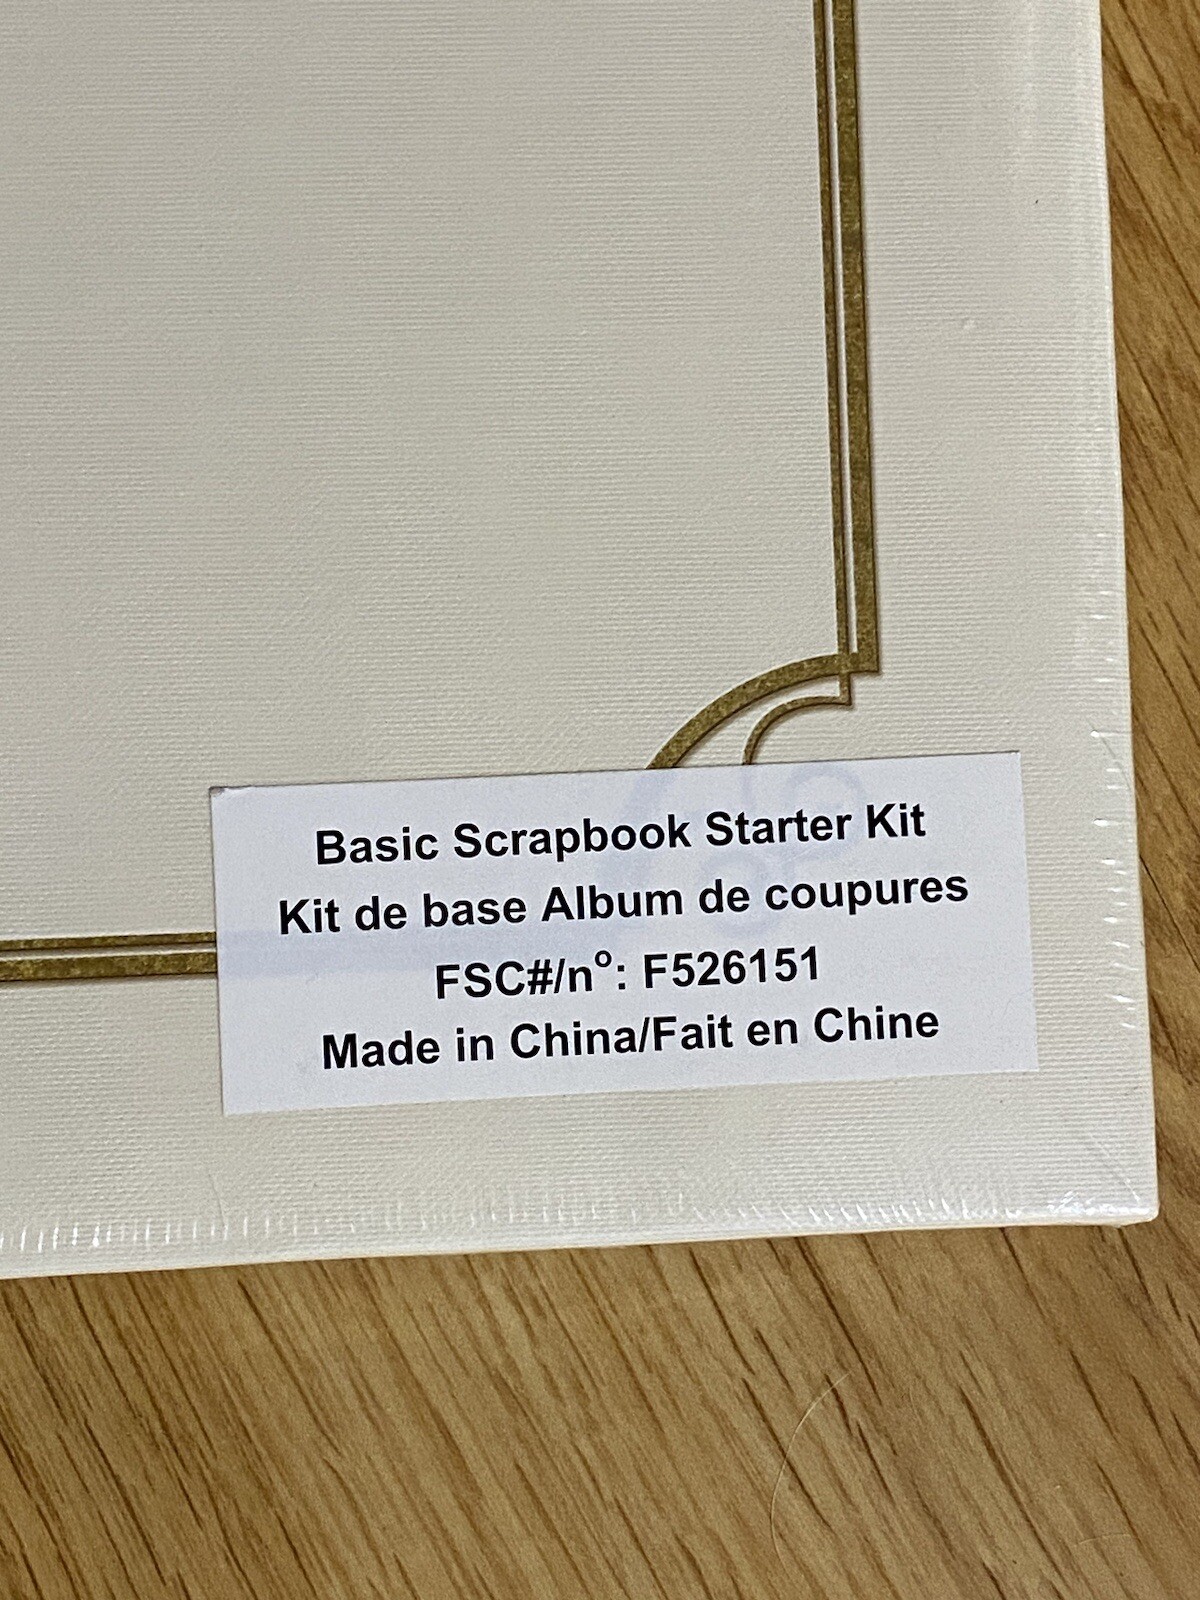 Basic Scrapbook Starter Kit
Kit de base Album de coupures
FSC#/n°: F526151
Made in China/Fait en Chine